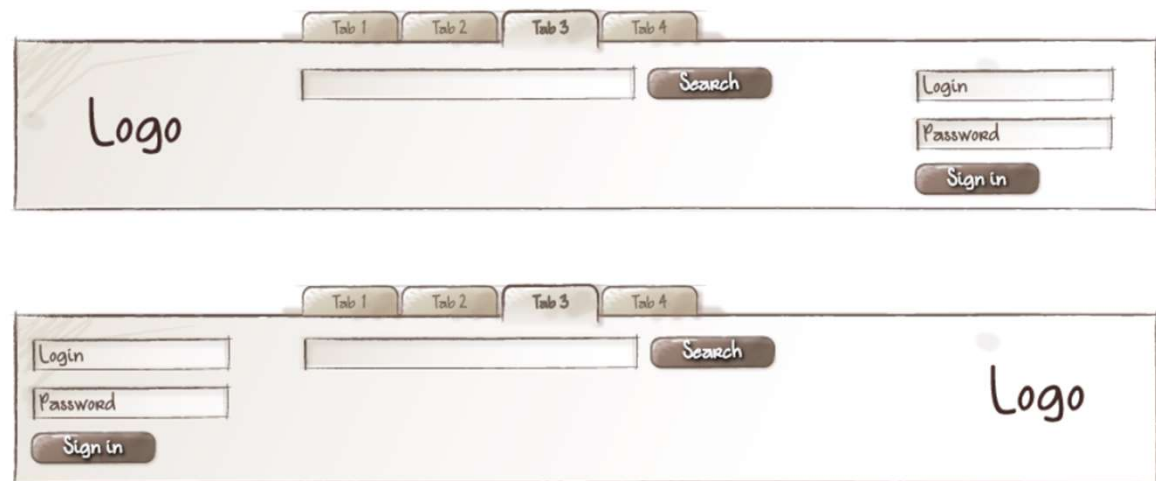 Tab 1 Tab 2 Tab 3 Tab 4
Search
Login
Logo
Password
Sign in
Tab 1 Tab 2 Tab 3 Tab 4
Login
Search
Password
Logo
Sign in